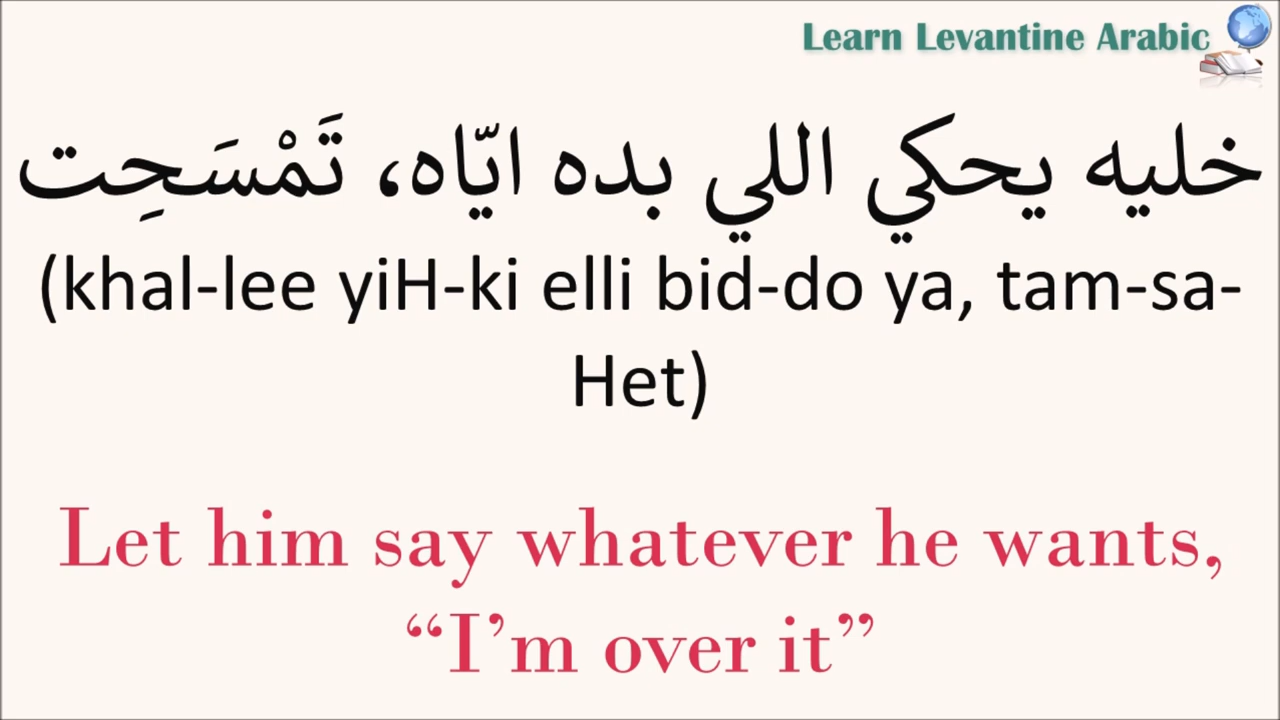 Learn Levantine Arabic
خليه يحكي اللي بده ايّاه، تَمْسَحِت
(khal-lee yiH-ki elli bid-do ya, tam-sa-
Het)
Let him say whatever he wants,
“I’m over it”